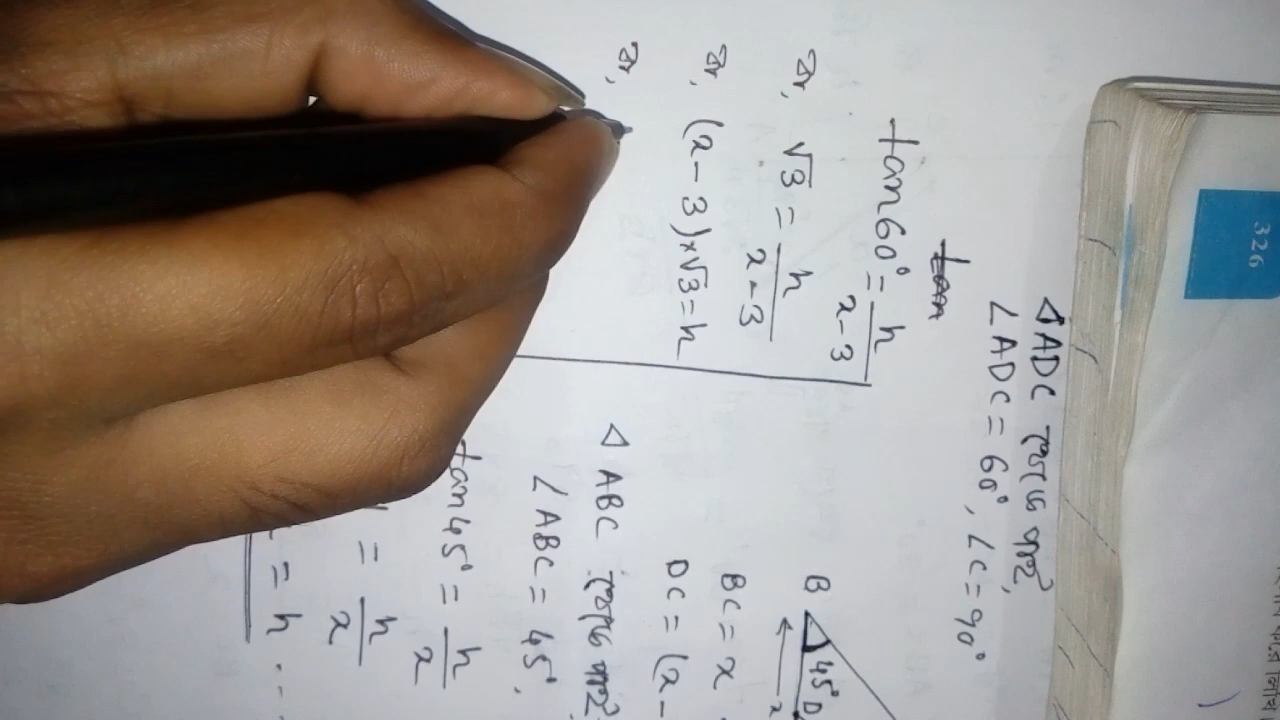 326
△ADC থেকে পাই,
∠ADC = 60°, ∠C = 90°
tan60° = h/x-3
বা, √3 = h/x-3
বা, (x-3)×√3 = h
বা,
B 45° D
BC = x
DC = (x-
△ ABC থেকে পাই,
∠ABC = 45°,
tan45° = h/x
= h/x
= h ...